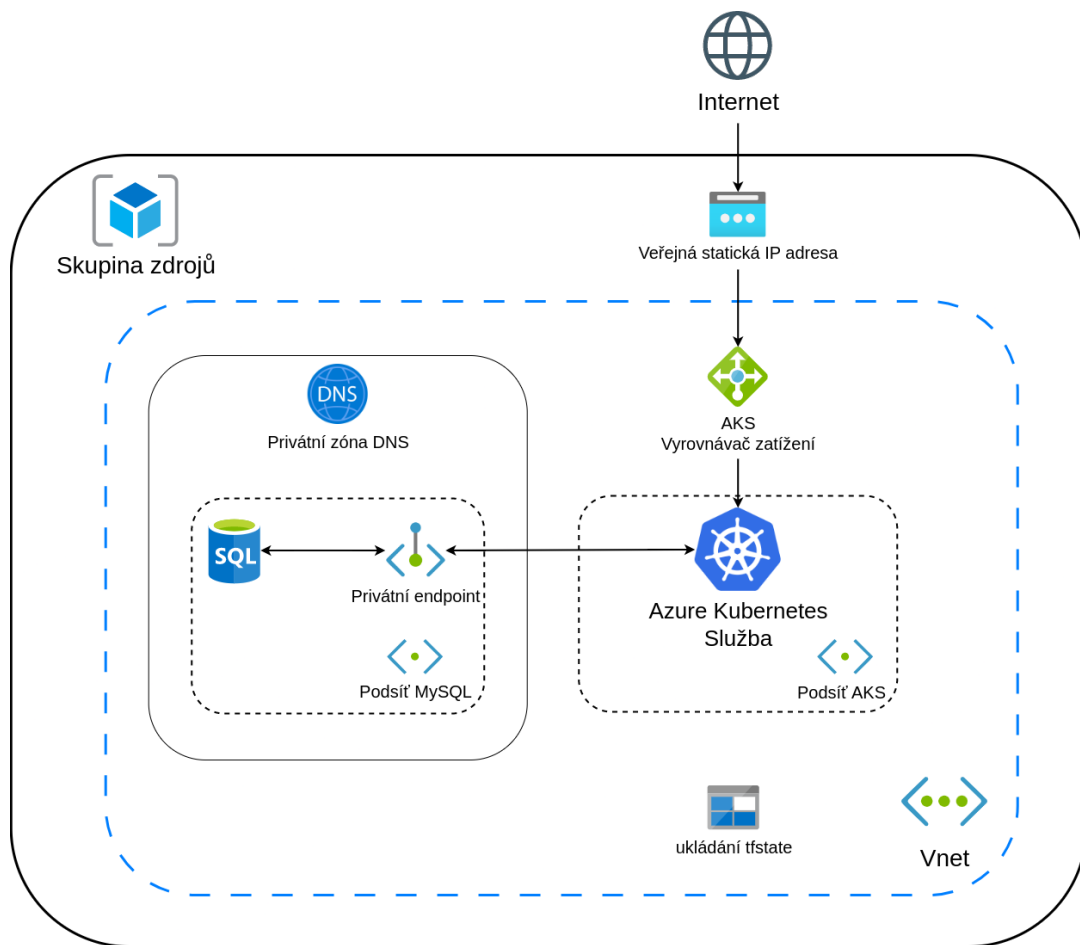 Internet
Skupina zdrojů
Veřejná statická IP adresa
DNS
Privátní zóna DNS
AKS
Vyrovnávač zatížení
SQL
Privátní endpoint
Azure Kubernetes
Služba
Podsíť MySQL
Podsíť AKS
ukládání tfstate
Vnet